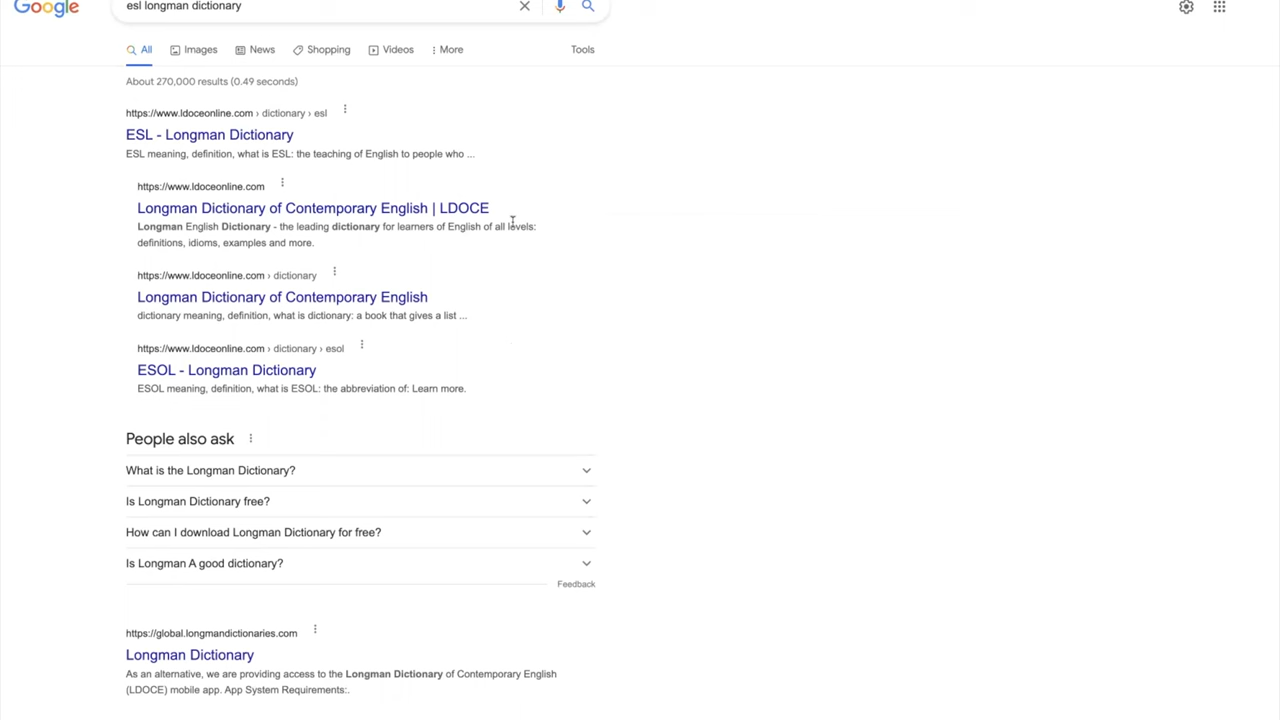 Google
esl longman dictionary
All Images News Shopping Videos More Tools
About 270,000 results (0.49 seconds)
https://www.ldoceonline.com › dictionary › esl
ESL - Longman Dictionary
ESL meaning, definition, what is ESL: the teaching of English to people who ...
https://www.ldoceonline.com
Longman Dictionary of Contemporary English | LDOCE
Longman English Dictionary - the leading dictionary for learners of English of all levels:
definitions, idioms, examples and more.
https://www.ldoceonline.com › dictionary
Longman Dictionary of Contemporary English
dictionary meaning, definition, what is dictionary: a book that gives a list ...
https://www.ldoceonline.com › dictionary › esol
ESOL - Longman Dictionary
ESOL meaning, definition, what is ESOL: the abbreviation of: Learn more.
People also ask
What is the Longman Dictionary?
Is Longman Dictionary free?
How can I download Longman Dictionary for free?
Is Longman A good dictionary?
Feedback
https://global.longmandictionaries.com
Longman Dictionary
As an alternative, we are providing access to the Longman Dictionary of Contemporary English
(LDOCE) mobile app. App System Requirements:.